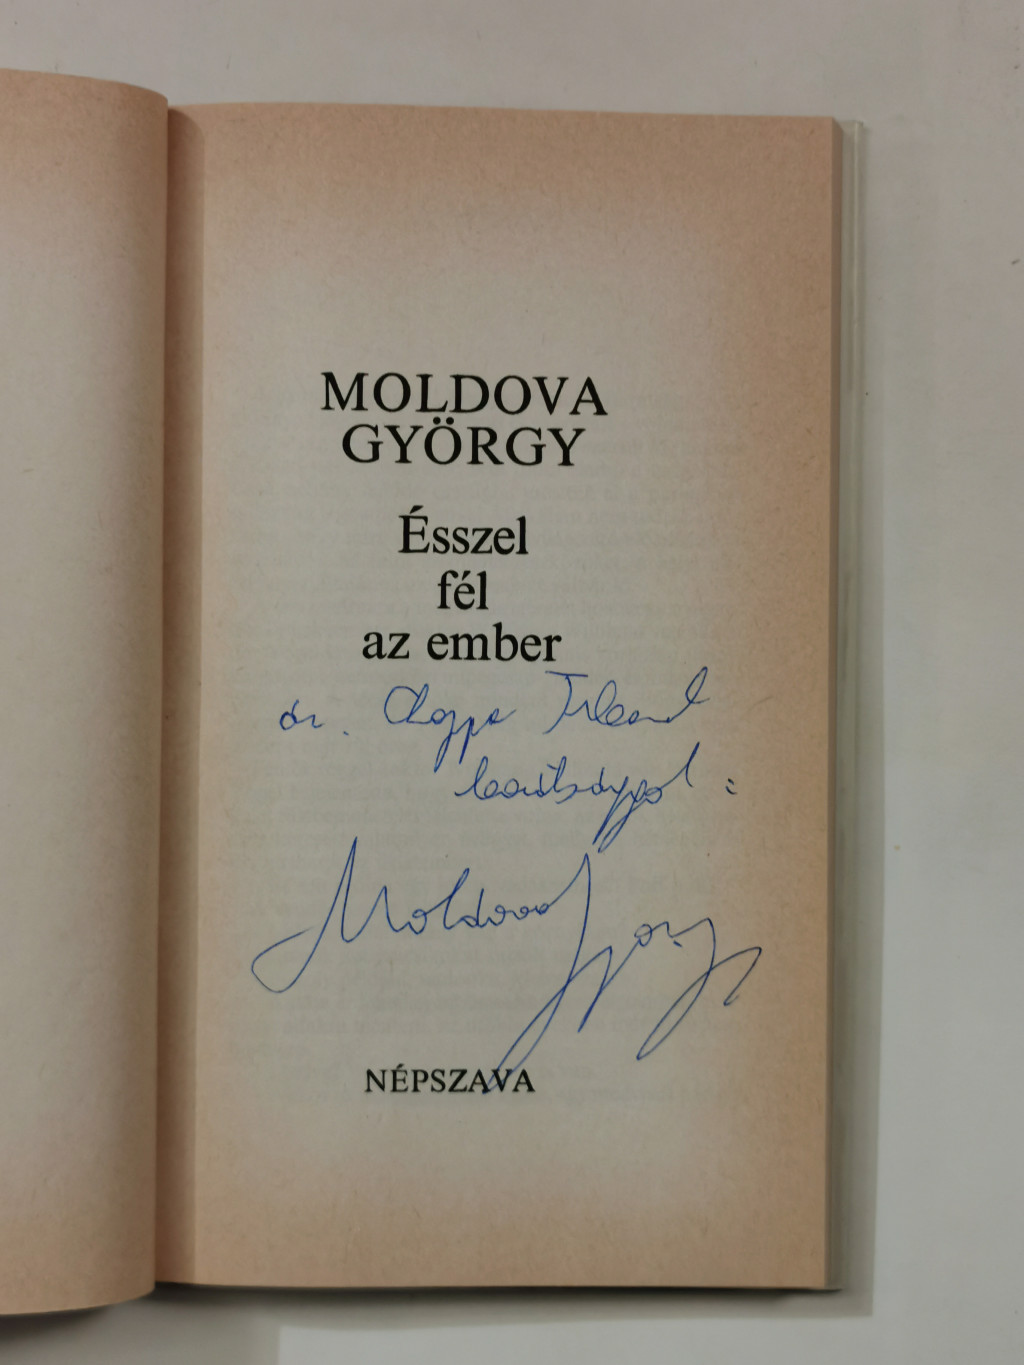 MOLDOVA
GYÖRGY
Ésszel
fél
az ember
dr.
barátsággal:
Moldova György
NÉPSZAVA